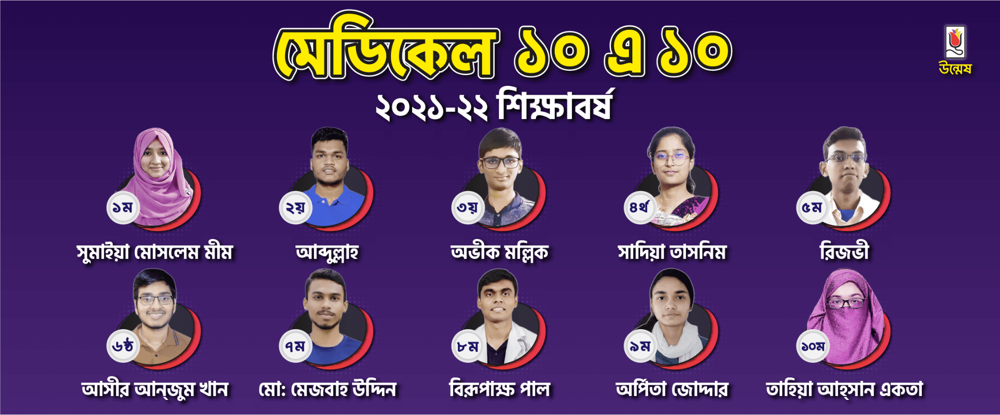 মেডিকেল ১০ এ ১০
উন্মেষ
২০২১-২২ শিক্ষাবর্ষ
১ম
২য়
৩য়
৪র্থ
৫ম
সুমাইয়া মোসলেম মীম
আব্দুল্লাহ
অভীক মল্লিক
সাদিয়া তাসনিম
রিজভী
৬ষ্ঠ
৭ম
৮ম
৯ম
১০ম
আসীর আন্‌জুম খান
মো: মেজবাহ উদ্দিন
বিরূপাক্ষ পাল
অর্পিতা জোদ্দার
তাহিয়া আহ্‌সান একতা